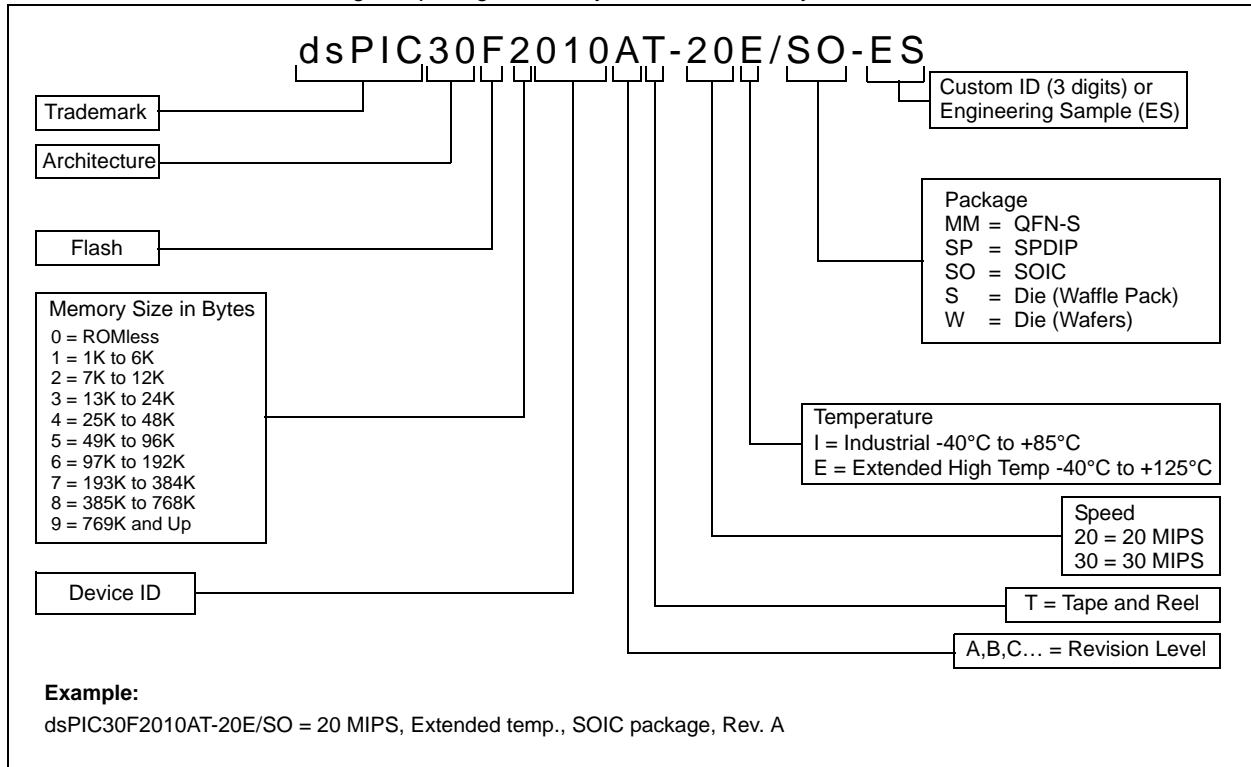 dsPIC30F2010AT-20E/SO-ES
Custom ID (3 digits) or
Engineering Sample (ES)
Trademark
Architecture
Flash
Package
MM = QFN-S
SP = SPDIP
SO = SOIC
S = Die (Waffle Pack)
W = Die (Wafers)
Memory Size in Bytes
0 = ROMless
1 = 1K to 6K
2 = 7K to 12K
3 = 13K to 24K
4 = 25K to 48K
5 = 49K to 96K
6 = 97K to 192K
7 = 193K to 384K
8 = 385K to 768K
9 = 769K and Up
Temperature
I = Industrial -40°C to +85°C
E = Extended High Temp -40°C to +125°C
Speed
20 = 20 MIPS
30 = 30 MIPS
Device ID
T = Tape and Reel
A,B,C… = Revision Level
Example:
dsPIC30F2010AT-20E/SO = 20 MIPS, Extended temp., SOIC package, Rev. A